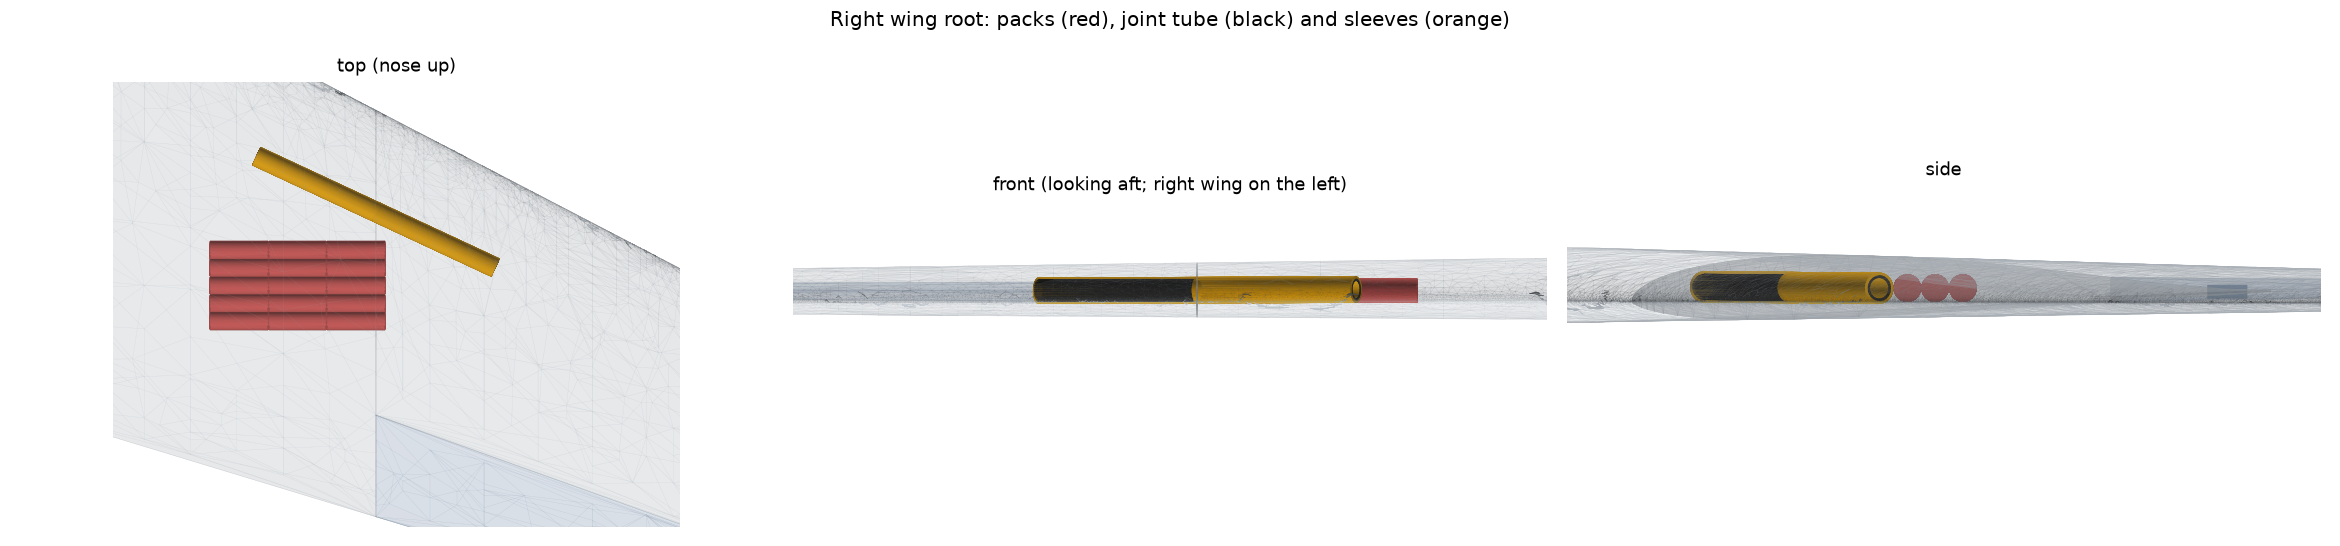 Right wing root: packs (red), joint tube (black) and sleeves (orange)
top (nose up)
front (looking aft; right wing on the left)
side